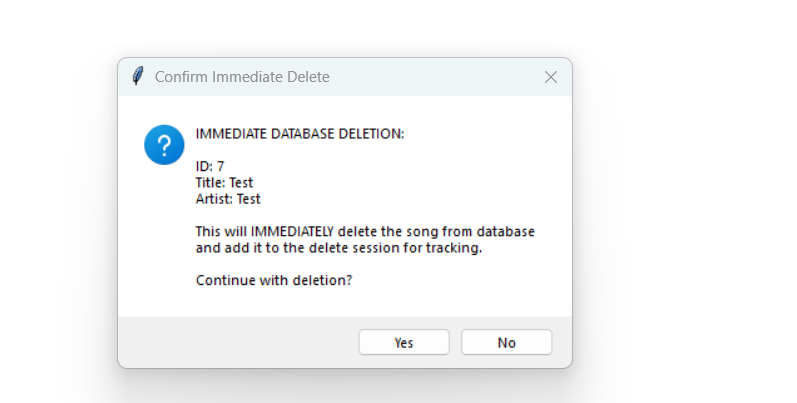 Confirm Immediate Delete
IMMEDIATE DATABASE DELETION:
ID: 7
Title: Test
Artist: Test
This will IMMEDIATELY delete the song from database
and add it to the delete session for tracking.
Continue with deletion?
Yes
No